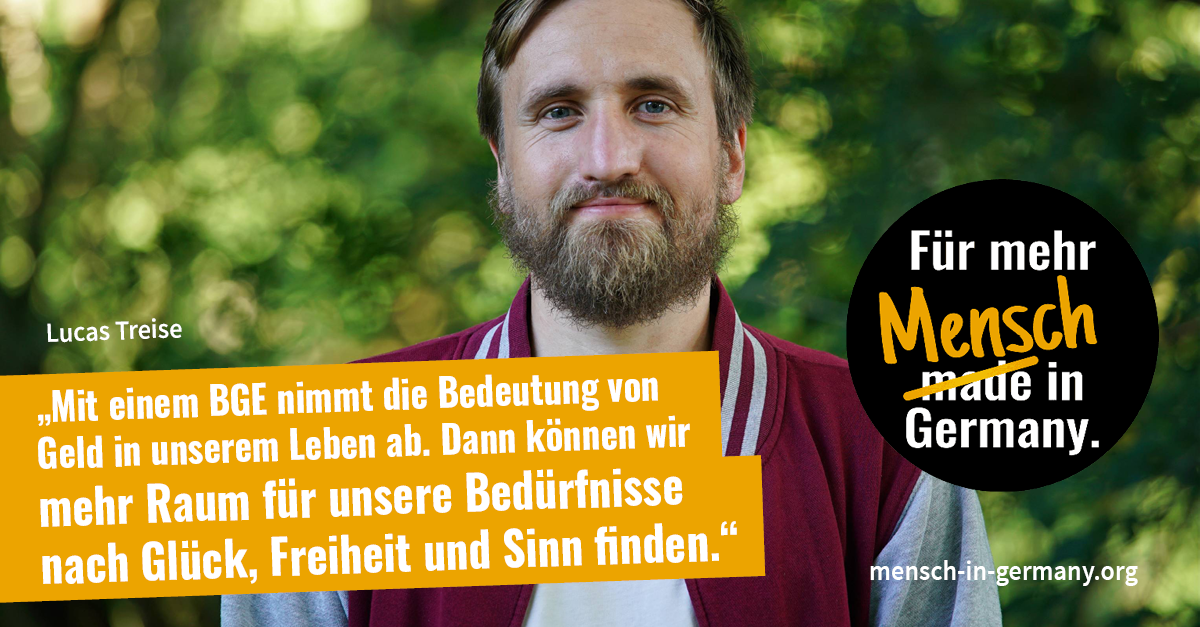 Lucas Treise
„Mit einem BGE nimmt die Bedeutung von
Geld in unserem Leben ab. Dann können wir
mehr Raum für unsere Bedürfnisse
nach Glück, Freiheit und Sinn finden.“
Für mehr
Mensch
made in
Germany.
mensch-in-germany.org